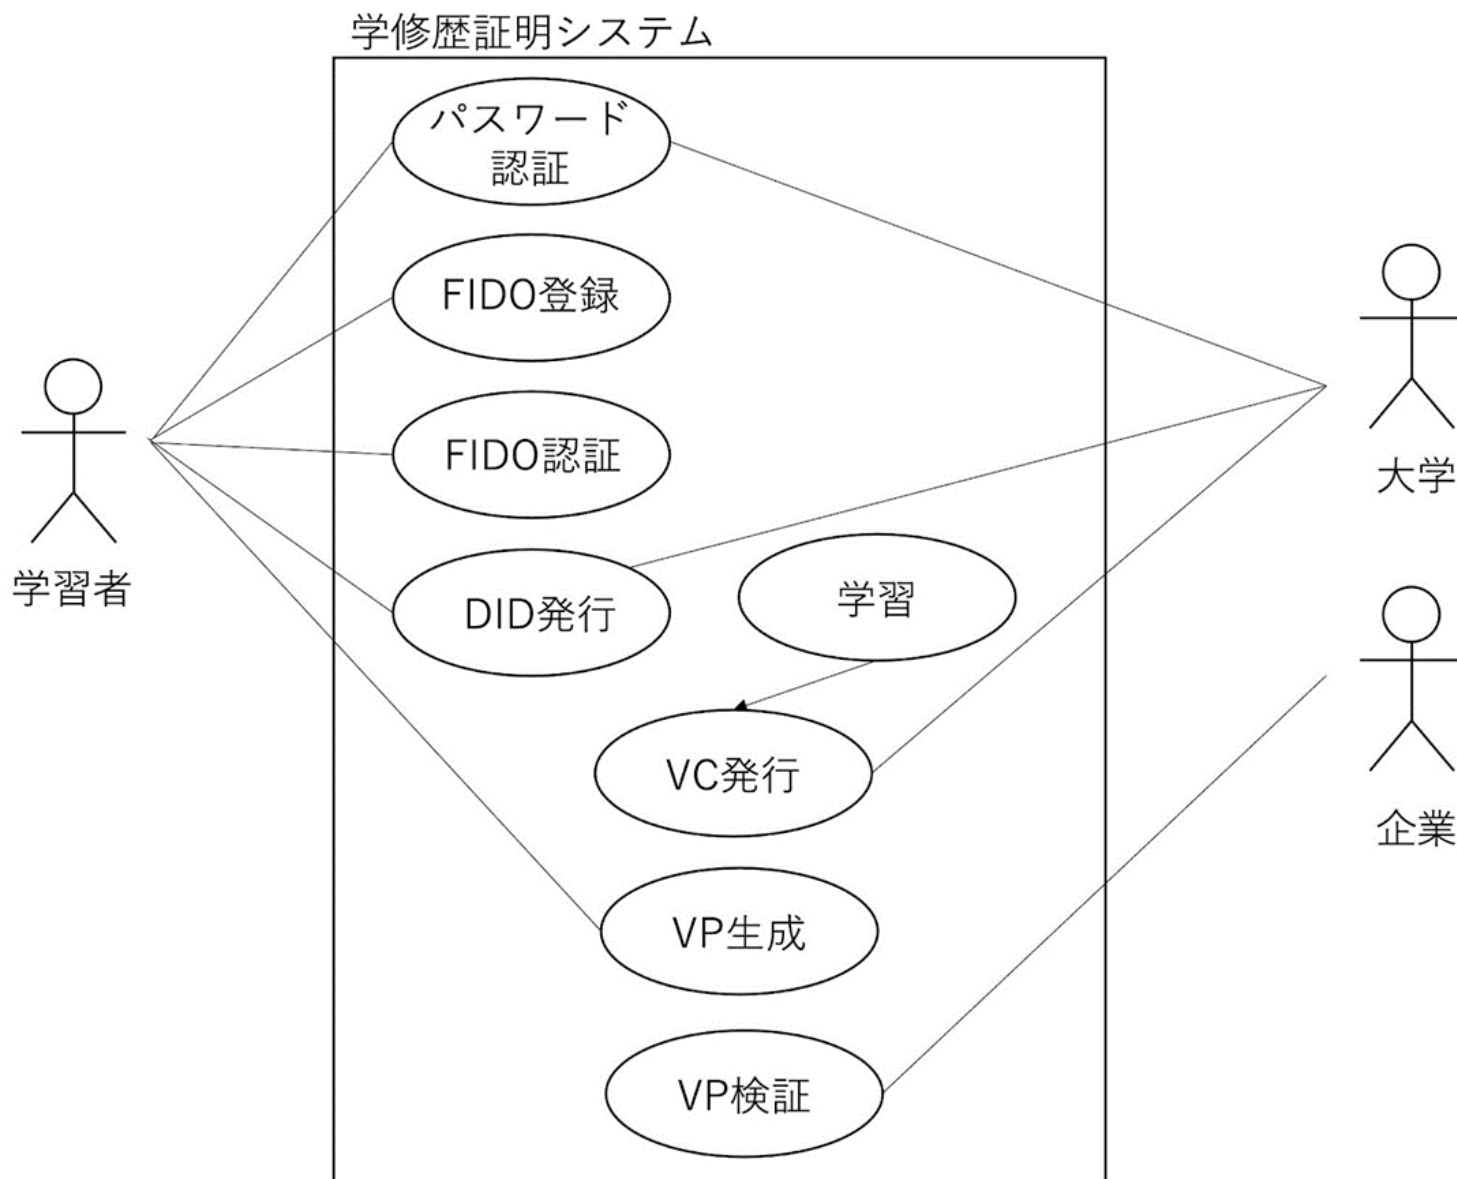 学修歴証明システム
パスワード
認証
FIDO登録
FIDO認証
DID発行
学習
VC発行
VP生成
VP検証
学習者
大学
企業